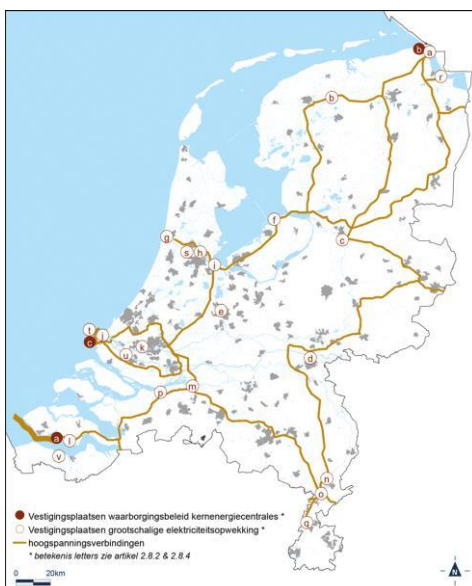 b
a
r
b
f
g
c
s
h
i
e
t
j
c
k
u
d
m
p
a
l
v
n
o
q
Vestigingsplaatsen waarborgingsbeleid kernenergiecentrales *
Vestigingsplaatsen grootschalige elektriciteitsopwekking *
hoogspanningsverbindingen
* betekenis letters zie artikel 2.8.2 & 2.8.4
0 20km
N